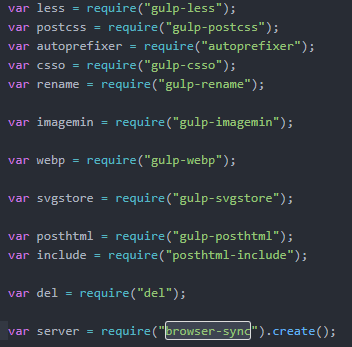 var less = require("gulp-less");
var postcss = require("gulp-postcss");
var autoprefixer = require("autoprefixer");
var csso = require("gulp-csso");
var rename = require("gulp-rename");
var imagemin = require("gulp-imagemin");
var webp = require("gulp-webp");
var svgstore = require("gulp-svgstore");
var posthtml = require("gulp-posthtml");
var include = require("posthtml-include");
var del = require("del");
var server = require("browser-sync").create();